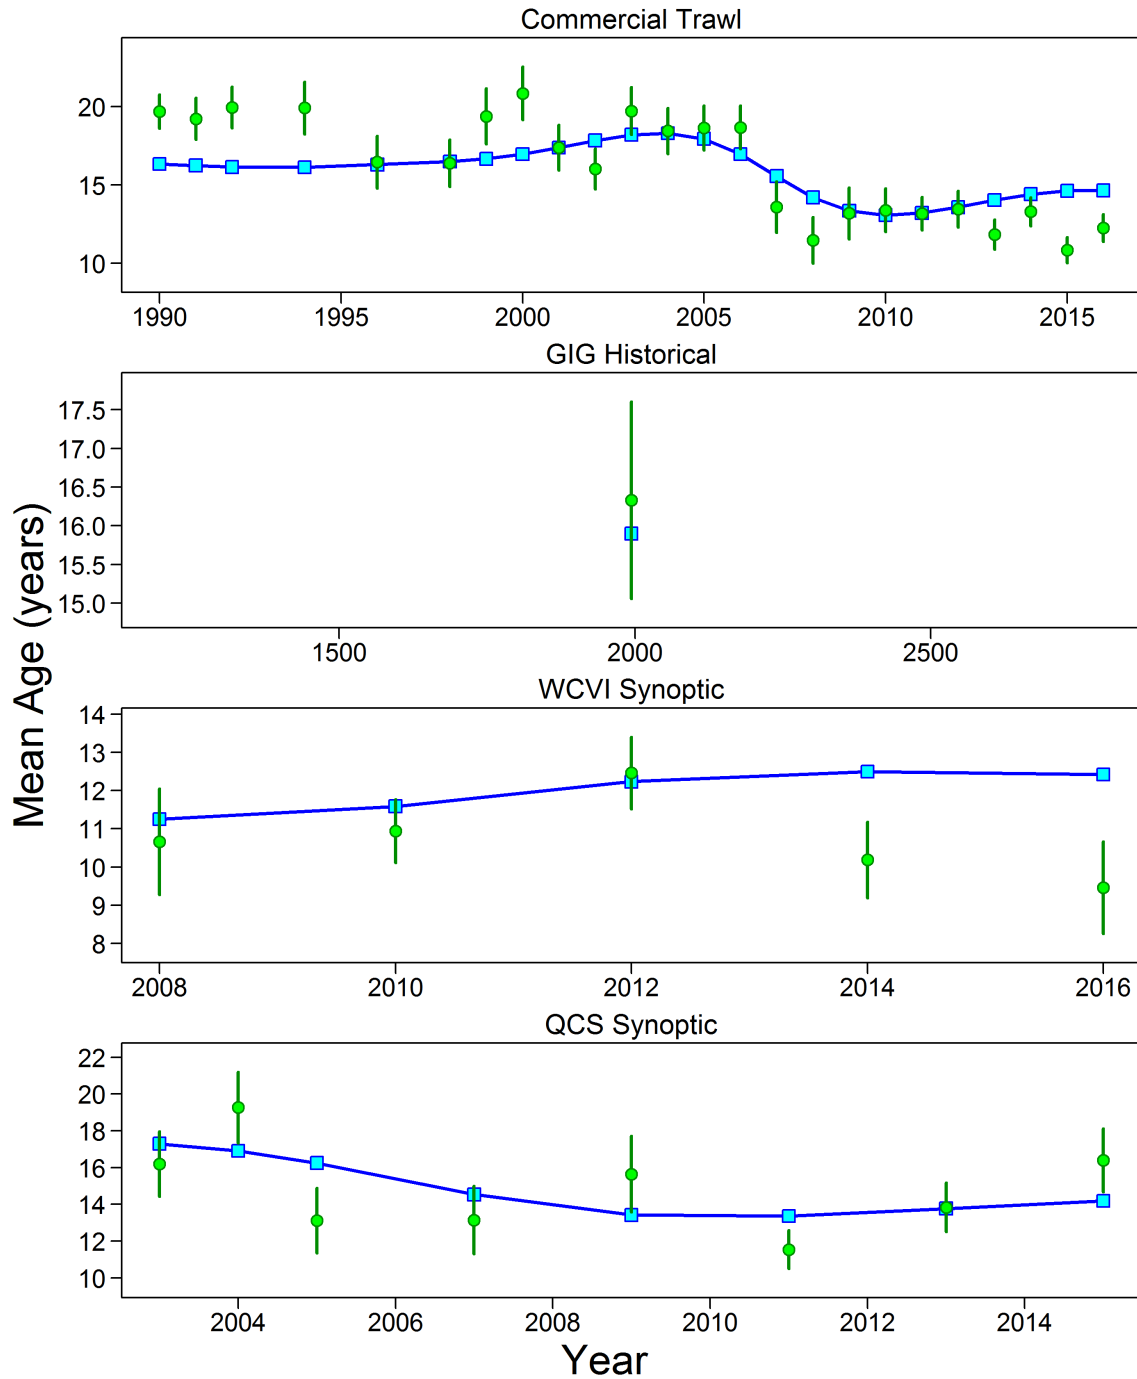 Commercial Trawl
20
15
10
1990 1995 2000 2005 2010 2015
GIG Historical
17.5
17.0
16.5
16.0
15.5
15.0
1500 2000 2500
WCVI Synoptic
14
13
12
11
10
9
8
2008 2010 2012 2014 2016
QCS Synoptic
22
20
18
16
14
12
10
2004 2006 2008 2010 2012 2014
Year
Mean Age (years)